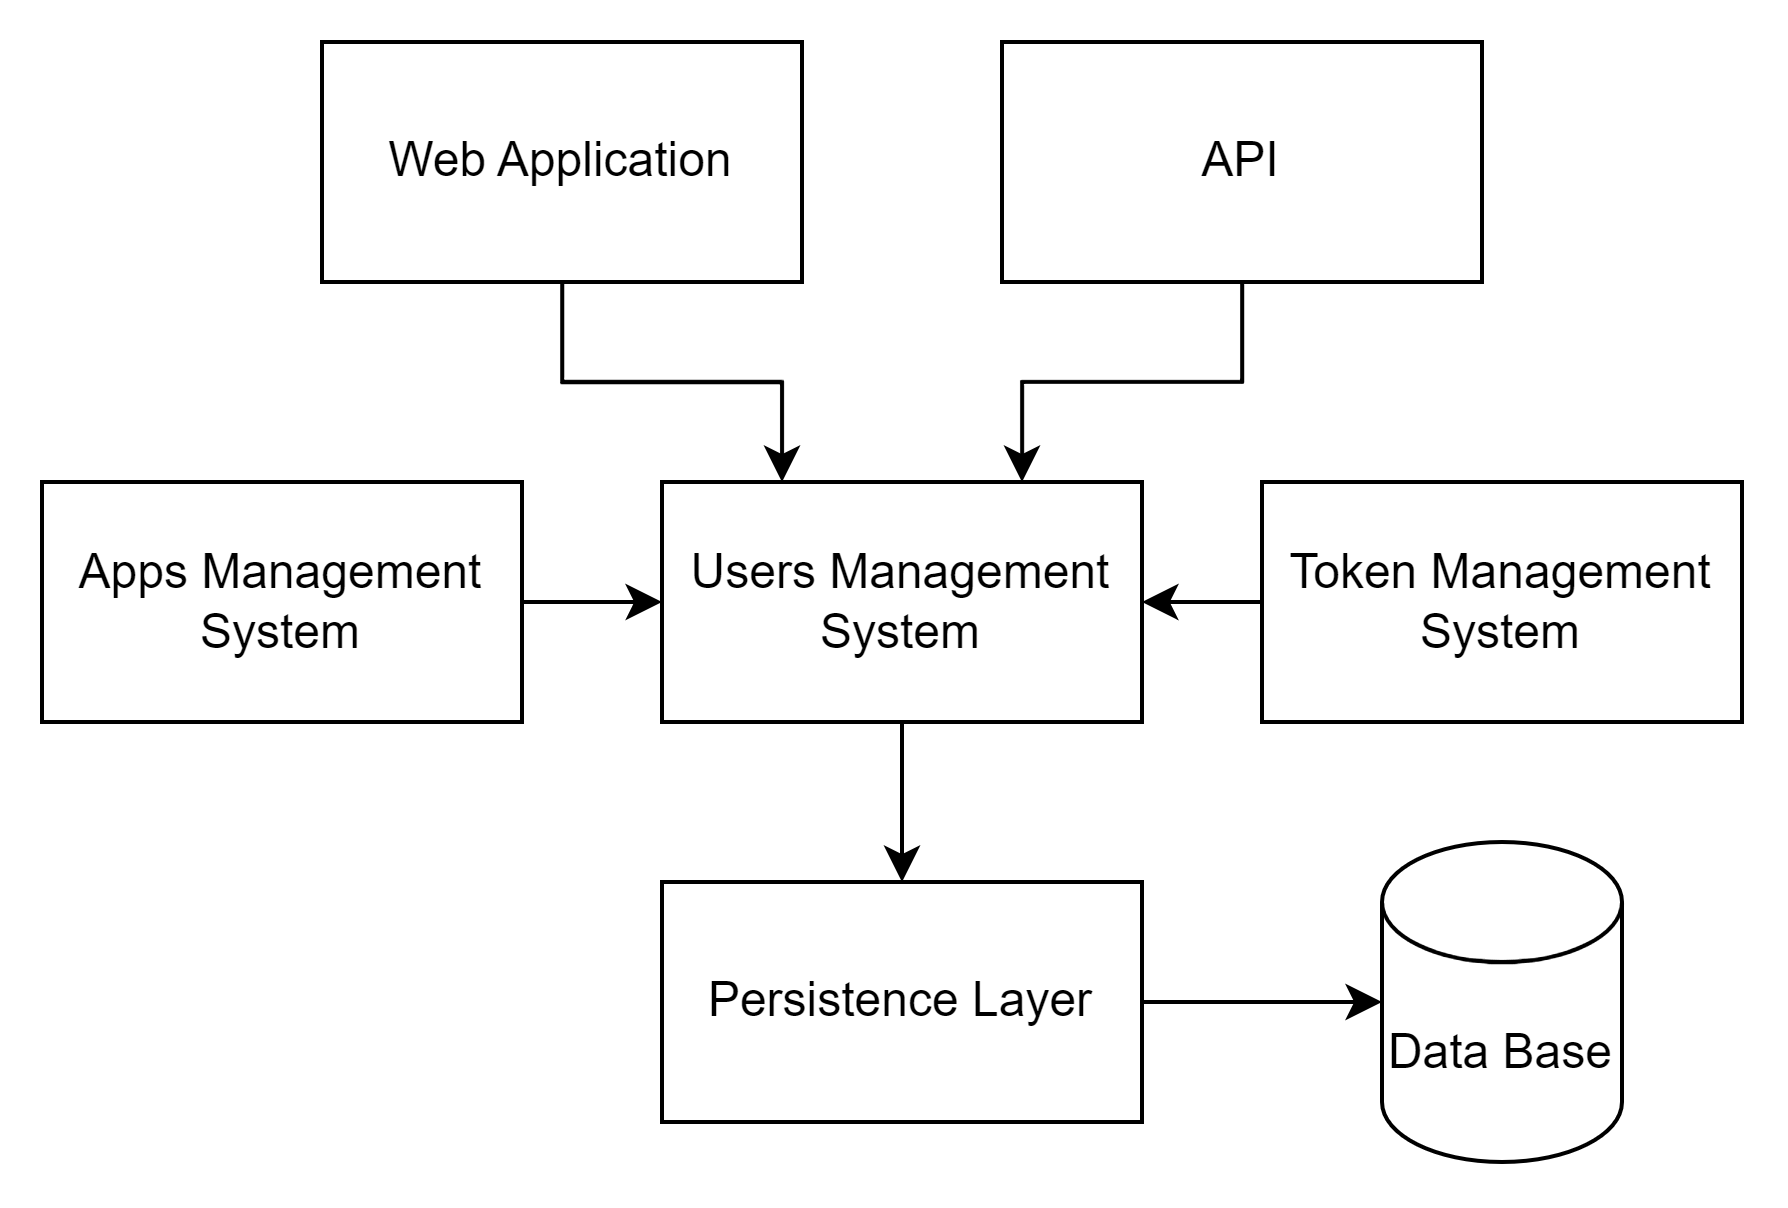 Web Application
API
Apps Management
System
Users Management
System
Token Management
System
Persistence Layer
Data Base